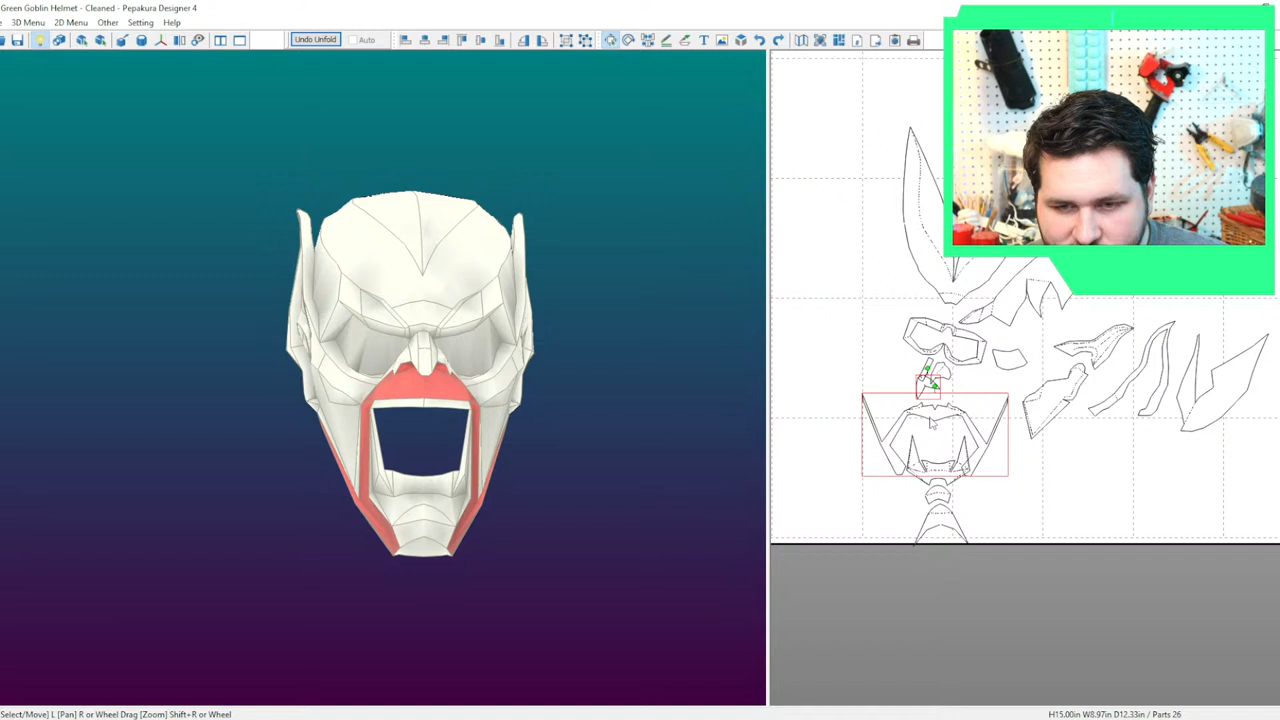 Green Goblin Helmet - Cleaned - Pepakura Designer 4
3D Menu 2D Menu Other Setting Help
Undo Unfold Auto
[Select/Move] L [Pan] R or Wheel Drag [Zoom] Shift+R or Wheel
H15.00in W8.97in D12.33in / Parts 26